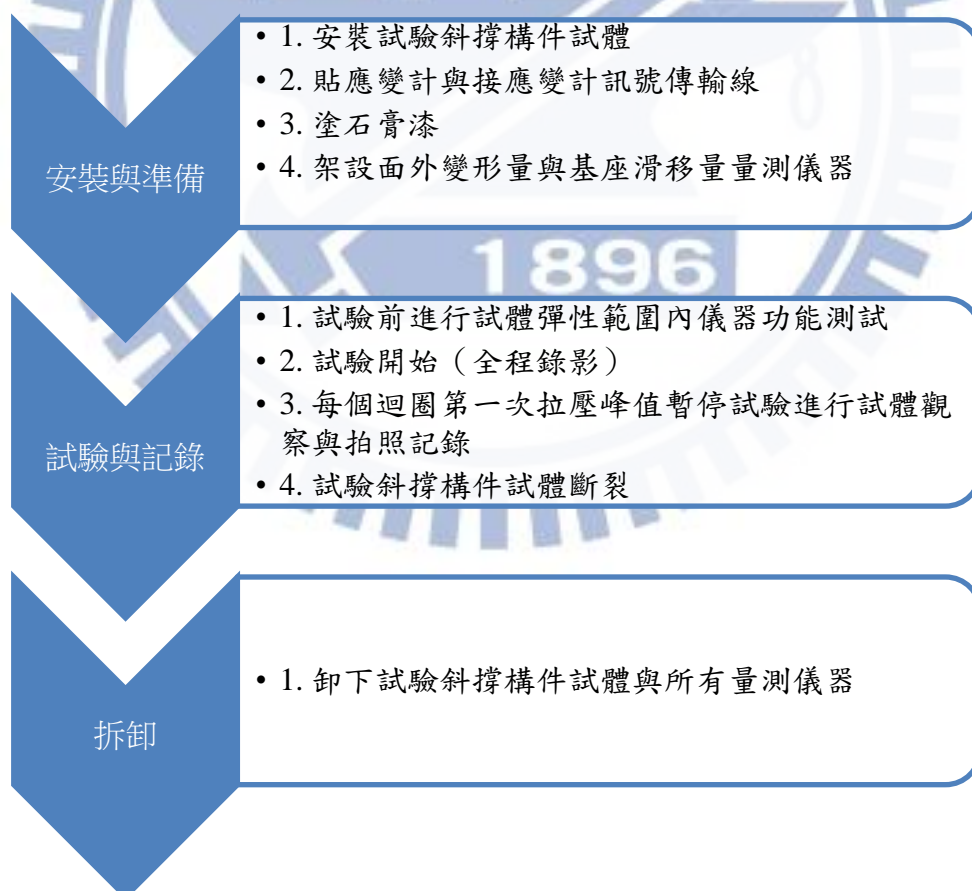 安裝與準備
• 1. 安裝試驗斜撐構件試體
• 2. 貼應變計與接應變計訊號傳輸線
• 3. 塗石膏漆
• 4. 架設面外變形量與基座滑移量量測儀器
1896
試驗與記錄
• 1. 試驗前進行試體彈性範圍內儀器功能測試
• 2. 試驗開始（全程錄影）
• 3. 每個迴圈第一次拉壓峰值暫停試驗進行試體觀
察與拍照記錄
• 4. 試驗斜撐構件試體斷裂
拆卸
• 1. 卸下試驗斜撐構件試體與所有量測儀器